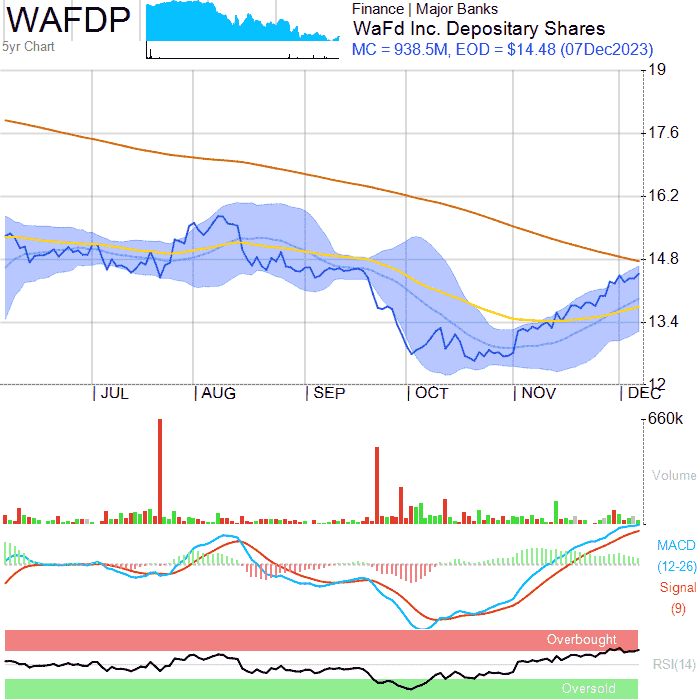 WAFDP
5yr Chart
Finance | Major Banks
WaFd Inc. Depositary Shares
MC = 938.5M, EOD = $14.48 (07Dec2023)
19
17.6
16.2
14.8
13.4
12
JUL
AUG
SEP
OCT
NOV
DEC
660k
Volume
MACD
(12-26)
Signal
(9)
Overbought
RSI(14)
Oversold